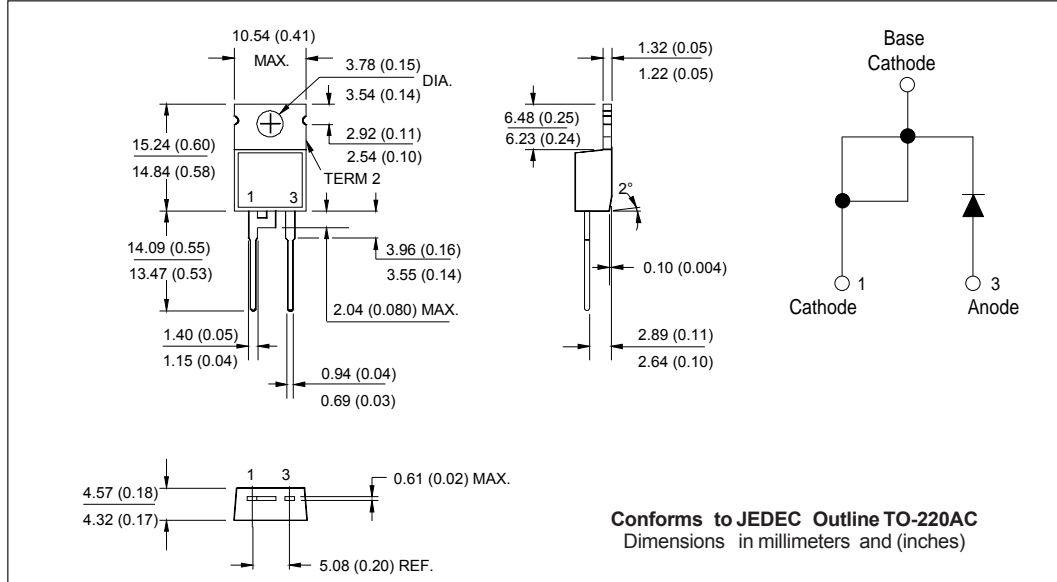 10.54 (0.41)
MAX.
3.78 (0.15)
3.54 (0.14)
DIA.
2.92 (0.11)
2.54 (0.10)
TERM 2
15.24 (0.60)
14.84 (0.58)
1 3
14.09 (0.55)
13.47 (0.53)
3.96 (0.16)
3.55 (0.14)
2.04 (0.080) MAX.
1.40 (0.05)
1.15 (0.04)
0.94 (0.04)
0.69 (0.03)
1.32 (0.05)
1.22 (0.05)
6.48 (0.25)
6.23 (0.24)
2°
0.10 (0.004)
2.89 (0.11)
2.64 (0.10)
Base
Cathode
1
Cathode
3
Anode
1 3
0.61 (0.02) MAX.
4.57 (0.18)
4.32 (0.17)
5.08 (0.20) REF.
Conforms to JEDEC Outline TO-220AC
Dimensions in millimeters and (inches)